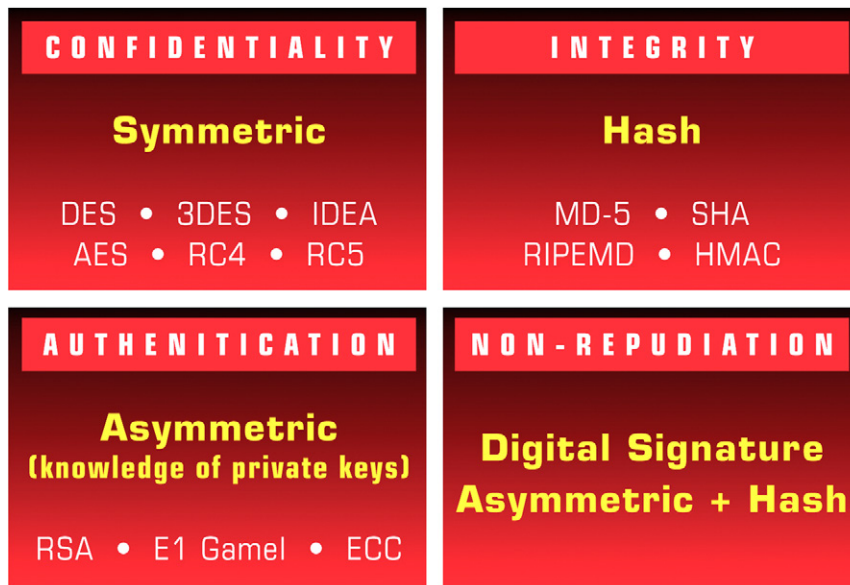 CONFIDENTIALITY
Symmetric
DES • 3DES • IDEA
AES • RC4 • RC5
INTEGRITY
Hash
MD-5 • SHA
RIPEMD • HMAC
AUTHENITICATION
Asymmetric
(knowledge of private keys)
RSA • E1 Gamel • ECC
NON-REPUDIATION
Digital Signature
Asymmetric + Hash